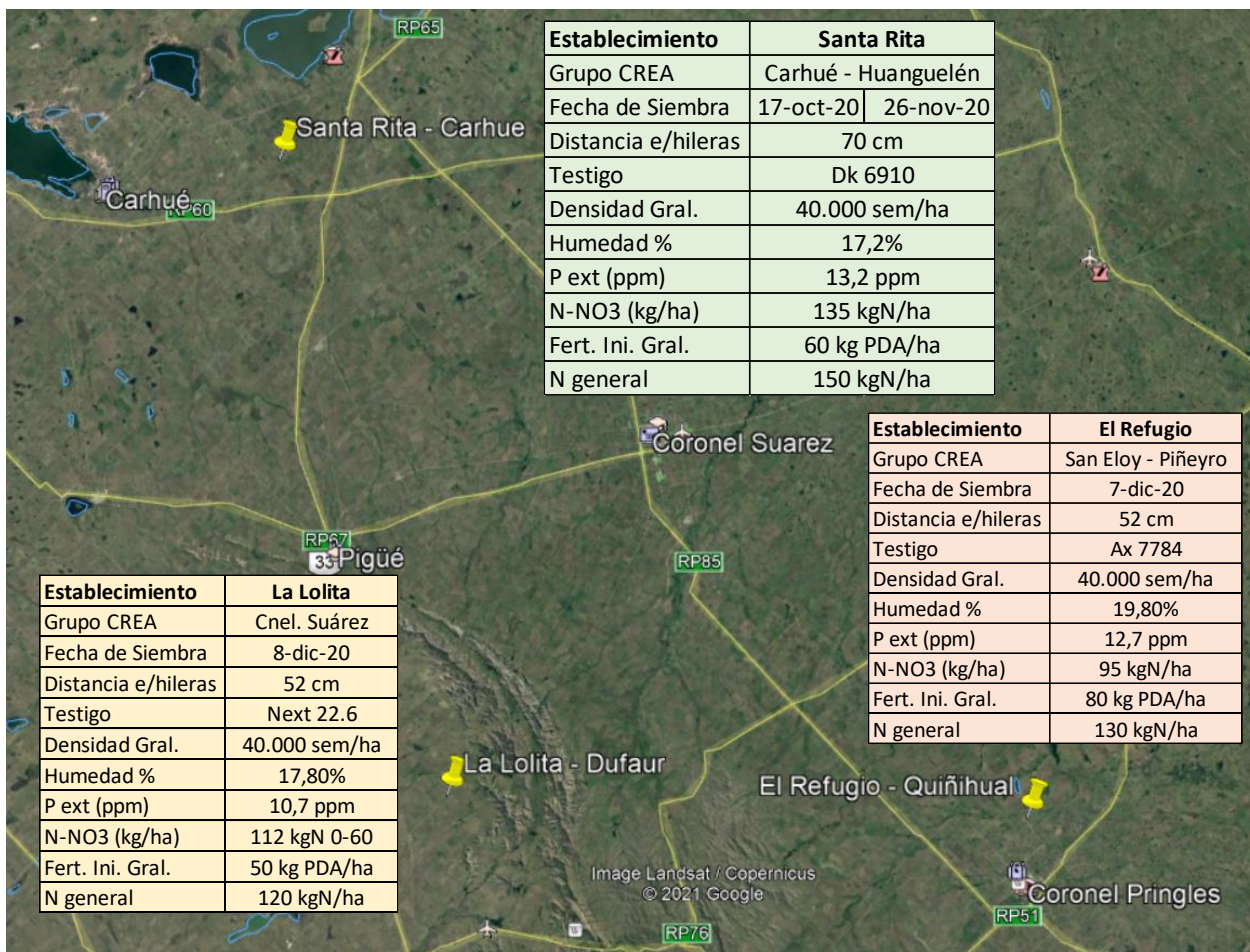 RP65
Santa Rita - Carhue
Carhué
RP60
Establecimiento Santa Rita
Grupo CREA Carhué - Huanguelén
Fecha de Siembra 17-oct-20 26-nov-20
Distancia e/hileras 70 cm
Testigo Dk 6910
Densidad Gral. 40.000 sem/ha
Humedad % 17,2%
P ext (ppm) 13,2 ppm
N-NO3 (kg/ha) 135 kgN/ha
Fert. Ini. Gral. 60 kg PDA/ha
N general 150 kgN/ha
Coronel Suarez
Establecimiento El Refugio
Grupo CREA San Eloy - Piñeyro
Fecha de Siembra 7-dic-20
Distancia e/hileras 52 cm
Testigo Ax 7784
Densidad Gral. 40.000 sem/ha
Humedad % 19,80%
P ext (ppm) 12,7 ppm
N-NO3 (kg/ha) 95 kgN/ha
Fert. Ini. Gral. 80 kg PDA/ha
N general 130 kgN/ha
RP67
33
Pigüé
RP85
Establecimiento La Lolita
Grupo CREA Cnel. Suárez
Fecha de Siembra 8-dic-20
Distancia e/hileras 52 cm
Testigo Next 22.6
Densidad Gral. 40.000 sem/ha
Humedad % 17,80%
P ext (ppm) 10,7 ppm
N-NO3 (kg/ha) 112 kgN 0-60
Fert. Ini. Gral. 50 kg PDA/ha
N general 120 kgN/ha
La Lolita - Dufaur
El Refugio - Quiñihual
Image Landsat / Copernicus
© 2021 Google
Coronel Pringles
RP51
RP76